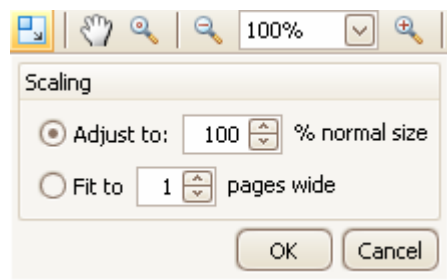 100%
Scaling
Adjust to: 100 % normal size
Fit to 1 pages wide
OK Cancel